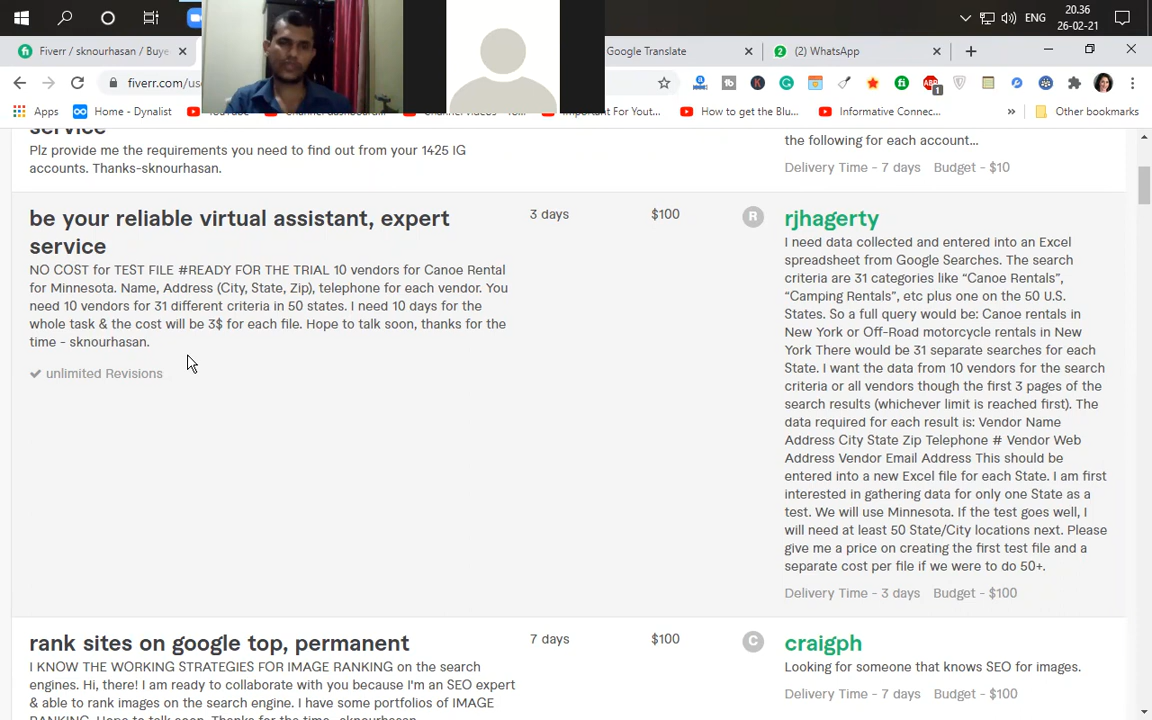 ENG
20.36
26-02-21
Fiverr / sknourhasan / Buye
Google Translate
(2) WhatsApp
fiverr.com/us
Apps
Home - Dynalist
YouTube
Important For Yout...
How to get the Blu...
Informative Connec...
Other bookmarks
service
Plz provide me the requirements you need to find out from your 1425 IG
accounts. Thanks-sknourhasan.
the following for each account...
Delivery Time - 7 days Budget - $10
be your reliable virtual assistant, expert
service
NO COST for TEST FILE #READY FOR THE TRIAL 10 vendors for Canoe Rental
for Minnesota. Name, Address (City, State, Zip), telephone for each vendor. You
need 10 vendors for 31 different criteria in 50 states. I need 10 days for the
whole task & the cost will be 3$ for each file. Hope to talk soon, thanks for the
time - sknourhasan.
unlimited Revisions
3 days
$100
R
rjhagerty
I need data collected and entered into an Excel
spreadsheet from Google Searches. The search
criteria are 31 categories like “Canoe Rentals”,
“Camping Rentals”, etc plus one on the 50 U.S.
States. So a full query would be: Canoe rentals in
New York or Off-Road motorcycle rentals in New
York There would be 31 separate searches for each
State. I want the data from 10 vendors for the search
criteria or all vendors though the first 3 pages of the
search results (whichever limit is reached first). The
data required for each result is: Vendor Name
Address City State Zip Telephone # Vendor Web
Address Vendor Email Address This should be
entered into a new Excel file for each State. I am first
interested in gathering data for only one State as a
test. We will use Minnesota. If the test goes well, I
will need at least 50 State/City locations next. Please
give me a price on creating the first test file and a
separate cost per file if we were to do 50+.
Delivery Time - 3 days Budget - $100
rank sites on google top, permanent
I KNOW THE WORKING STRATEGIES FOR IMAGE RANKING on the search
engines. Hi, there! I am ready to collaborate with you because I'm an SEO expert
& able to rank images on the search engine. I have some portfolios of IMAGE
RANKING. Hope to talk soon. Thanks for the time- sknourhasan
7 days
$100
C
craigph
Looking for someone that knows SEO for images.
Delivery Time - 7 days Budget - $100